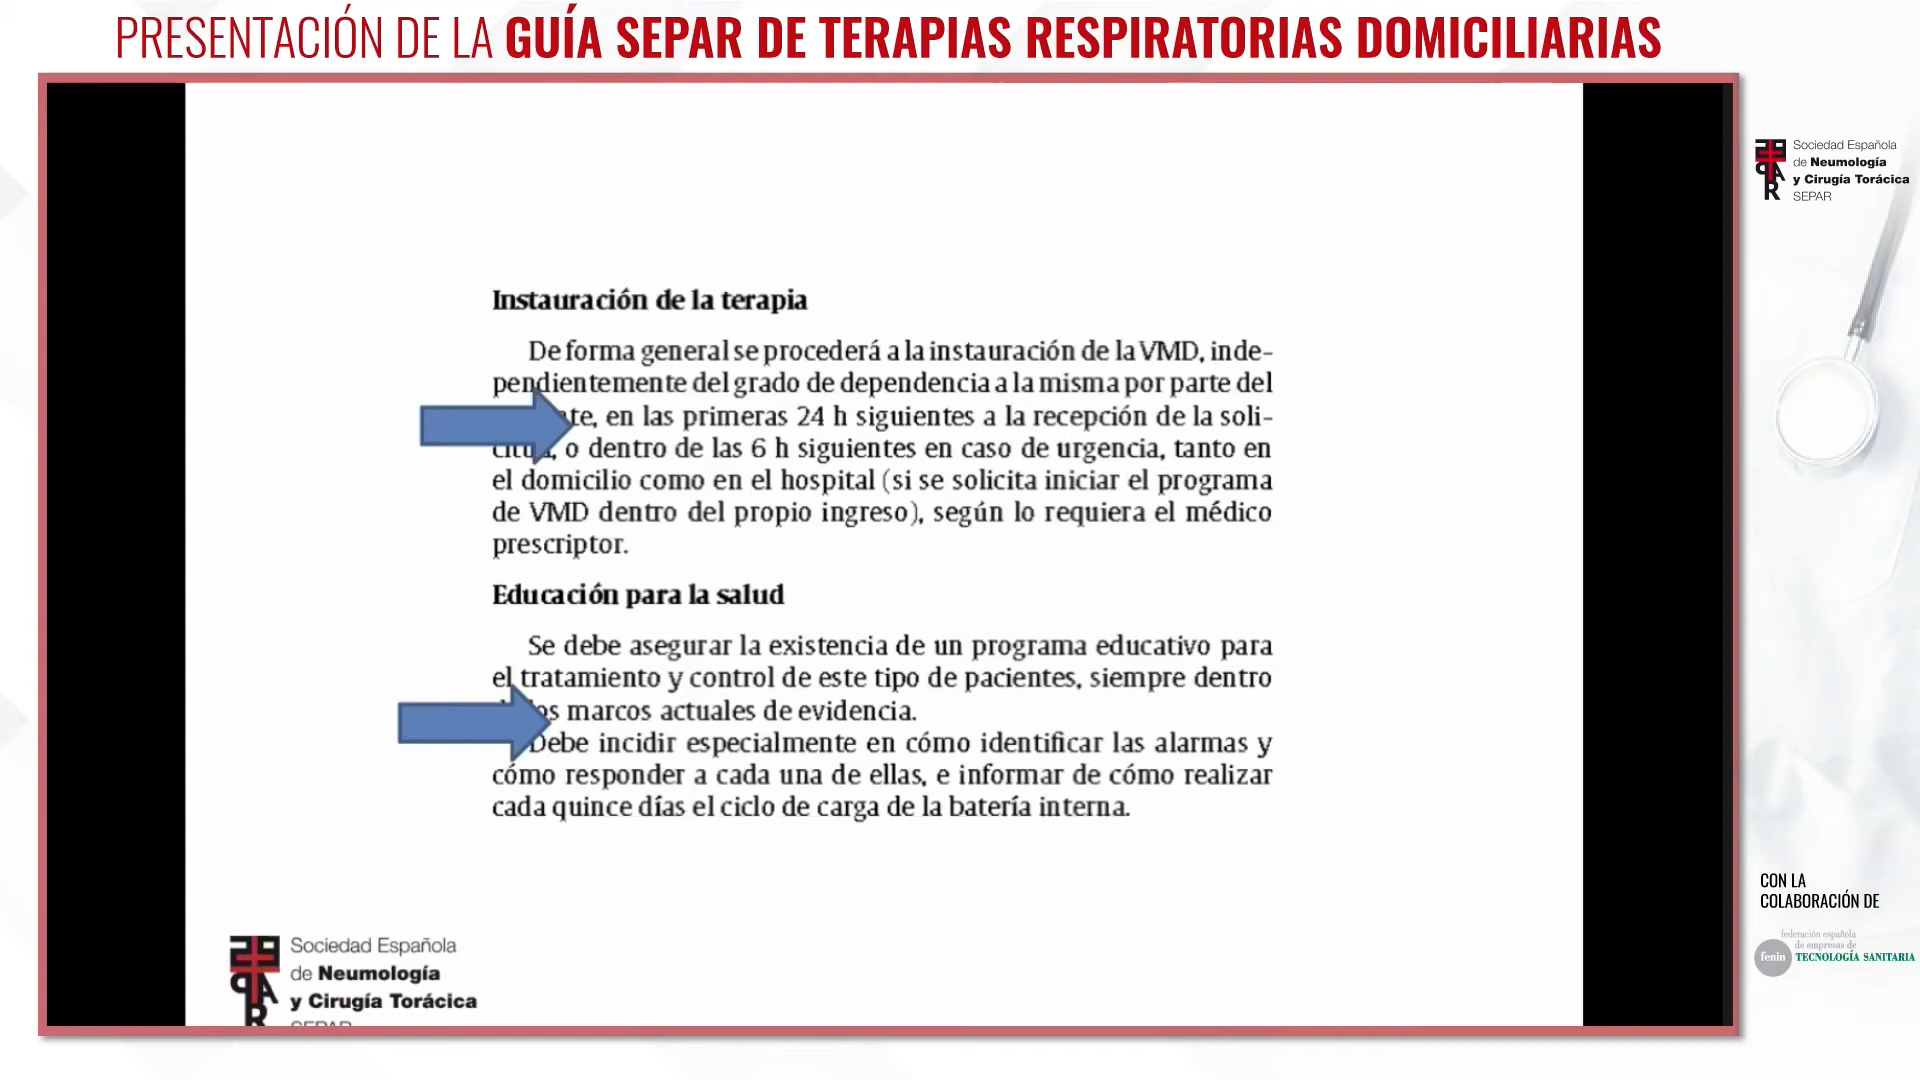 PRESENTACIÓN DE LA GUÍA SEPAR DE TERAPIAS RESPIRATORIAS DOMICILIARIAS
Sociedad Española
de Neumología
y Cirugía Torácica
SEPAR
Instauración de la terapia
De forma general se procederá a la instauración de la VMD, inde-
pendientemente del grado de dependencia a la misma por parte del
te, en las primeras 24 h siguientes a la recepción de la soli-
o dentro de las 6 h siguientes en caso de urgencia, tanto en
el domicilio como en el hospital (si se solicita iniciar el programa
de VMD dentro del propio ingreso), según lo requiera el médico
prescriptor.
Educación para la salud
Se debe asegurar la existencia de un programa educativo para
el tratamiento y control de este tipo de pacientes, siempre dentro
marcos actuales de evidencia.
Debe incidir especialmente en cómo identificar las alarmas y
cómo responder a cada una de ellas, e informar de cómo realizar
cada quince días el ciclo de carga de la batería interna.
Sociedad Española
de Neumología
y Cirugía Torácica
SEPAR
CON LA
COLABORACIÓN DE
federación española
de empresas de
fenin TECNOLOGÍA SANITARIA